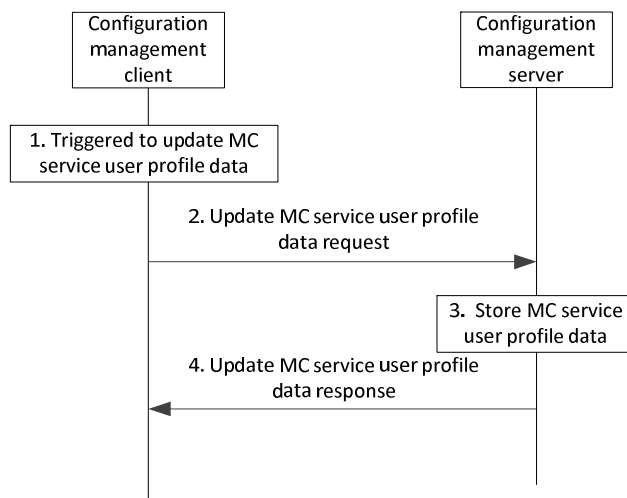 Configuration
management
client
Configuration
management
server
1. Triggered to update MC
service user profile data
2. Update MC service user profile
data request
3. Store MC service
user profile data
4. Update MC service user profile
data response